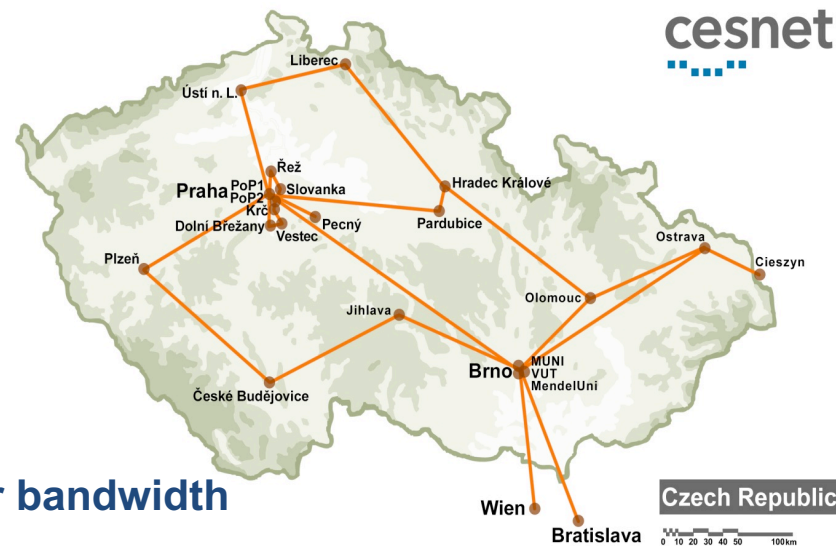 cesnet
Liberec
Ústí n. L.
Řež
Praha
PoP1
Slovanka
PoP2
Hradec Králové
Krč
Pardubice
Dolní Břežany
Pecný
Vestec
Ostrava
Plzeň
Cieszyn
Olomouc
Jihlava
Brno
MUNI
VUT
MendelUni
České Budějovice
r bandwidth
Wien
Czech Republic
Bratislava
0 10 20 30 40 50 100km